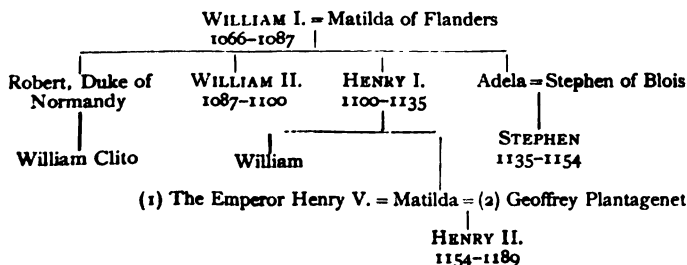 WILLIAM I. = Matilda of Flanders
1066–1087
Robert, Duke of Normandy
WILLIAM II.
1087–1100
HENRY I.
1100–1135
Adela = Stephen of Blois
William Clito
William
STEPHEN
1135–1154
(1) The Emperor Henry V. = Matilda = (2) Geoffrey Plantagenet
HENRY II.
1154–1189